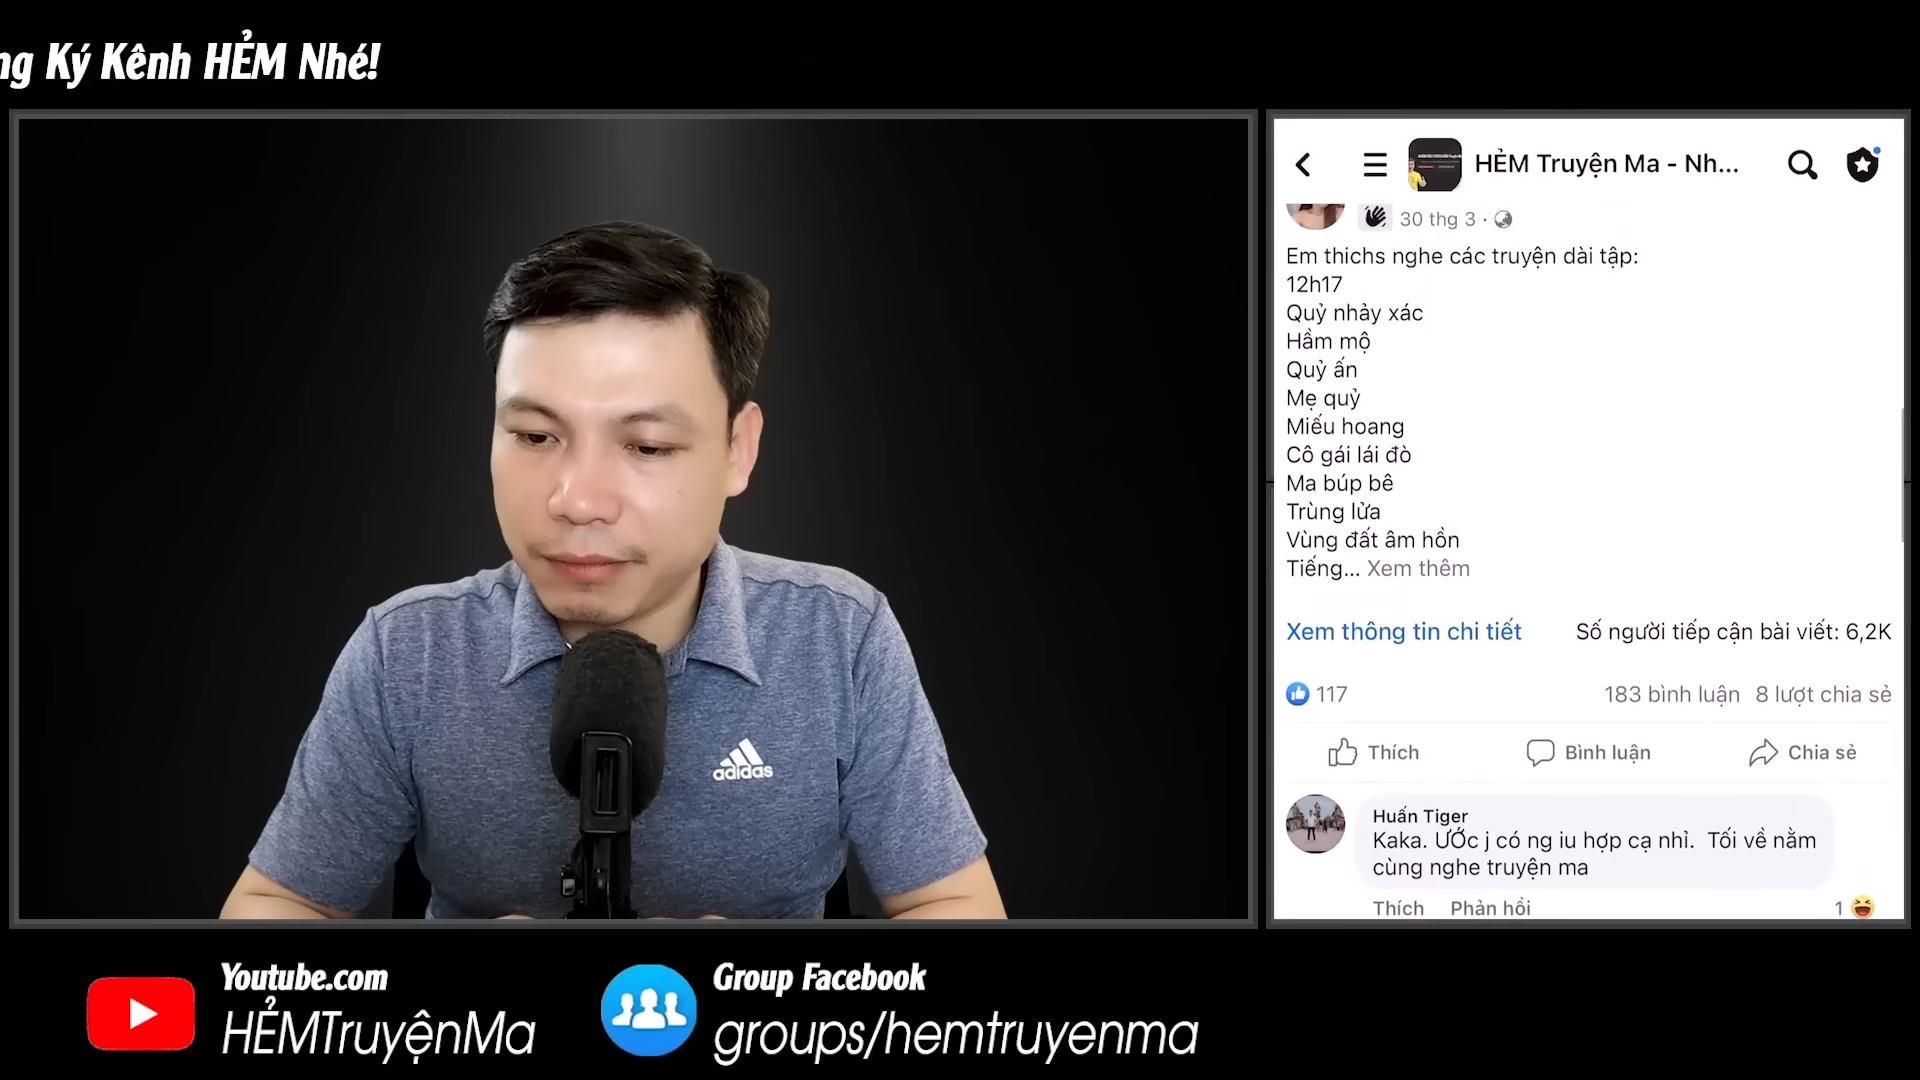 ng Ký Kênh HẺM Nhé!
HẺM Truyện Ma - Nh...
30 thg 3 ·
Em thichs nghe các truyện dài tập:
12h17
Quỷ nhảy xác
Hầm mộ
Quỷ ấn
Mẹ quỷ
Miếu hoang
Cô gái lái đò
Ma búp bê
Trùng lửa
Vùng đất âm hồn
Tiếng... Xem thêm
Xem thông tin chi tiết Số người tiếp cận bài viết: 6,2K
117 183 bình luận 8 lượt chia sẻ
Thích Bình luận Chia sẻ
Huấn Tiger
Kaka. ƯỚc j có ng iu hợp cạ nhỉ. Tối về nằm
cùng nghe truyện ma
Thích Phản hồi 1
adidas
Youtube.com
HẺMTruyệnMa
Group Facebook
groups/hemtruyenma